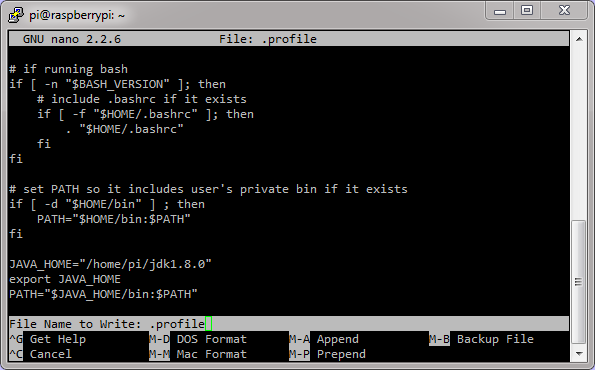 pi@raspberrypi: ~
GNU nano 2.2.6 File: .profile
# if running bash
if [ -n "$BASH_VERSION" ]; then
    # include .bashrc if it exists
    if [ -f "$HOME/.bashrc" ]; then
        . "$HOME/.bashrc"
    fi
fi
# set PATH so it includes user's private bin if it exists
if [ -d "$HOME/bin" ] ; then
    PATH="$HOME/bin:$PATH"
fi
JAVA_HOME="/home/pi/jdk1.8.0"
export JAVA_HOME
PATH="$JAVA_HOME/bin:$PATH"
File Name to Write: .profile
^G Get Help M-D DOS Format M-A Append M-B Backup File
^C Cancel M-M Mac Format M-P Prepend